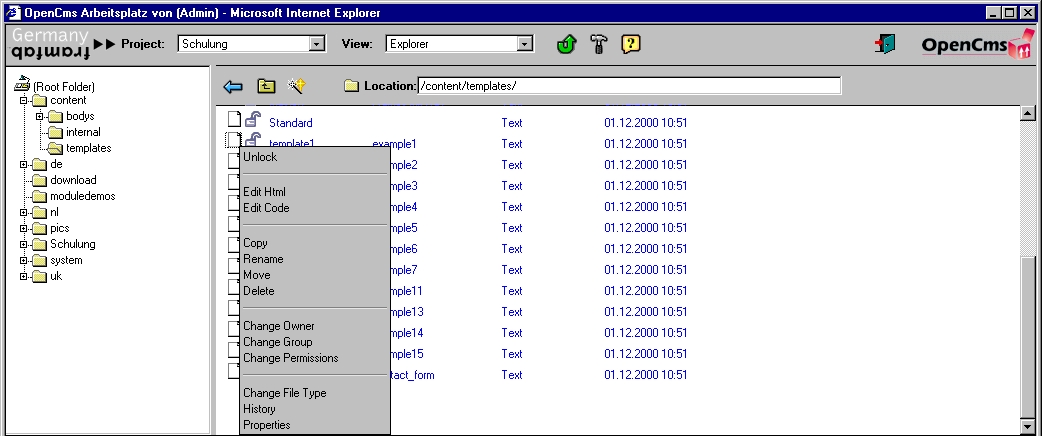 OpenCms Arbeitsplatz von (Admin) - Microsoft Internet Explorer
Germany
framfab
Project: Schulung View: Explorer
OpenCms
Location: /content/templates/
(Root Folder)
content
bodys
internal
templates
de
download
moduledemos
nl
pics
Schulung
system
uk
Standard Text 01.12.2000 10:51
template1 example1 Text 01.12.2000 10:51
mple2 Text 01.12.2000 10:51
mple3 Text 01.12.2000 10:51
mple4 Text 01.12.2000 10:51
mple5 Text 01.12.2000 10:51
mple6 Text 01.12.2000 10:51
mple7 Text 01.12.2000 10:51
mple11 Text 01.12.2000 10:51
mple13 Text 01.12.2000 10:51
mple14 Text 01.12.2000 10:51
mple15 Text 01.12.2000 10:51
tact_form Text 01.12.2000 10:51
Unlock
Edit Html
Edit Code
Copy
Rename
Move
Delete
Change Owner
Change Group
Change Permissions
Change File Type
History
Properties